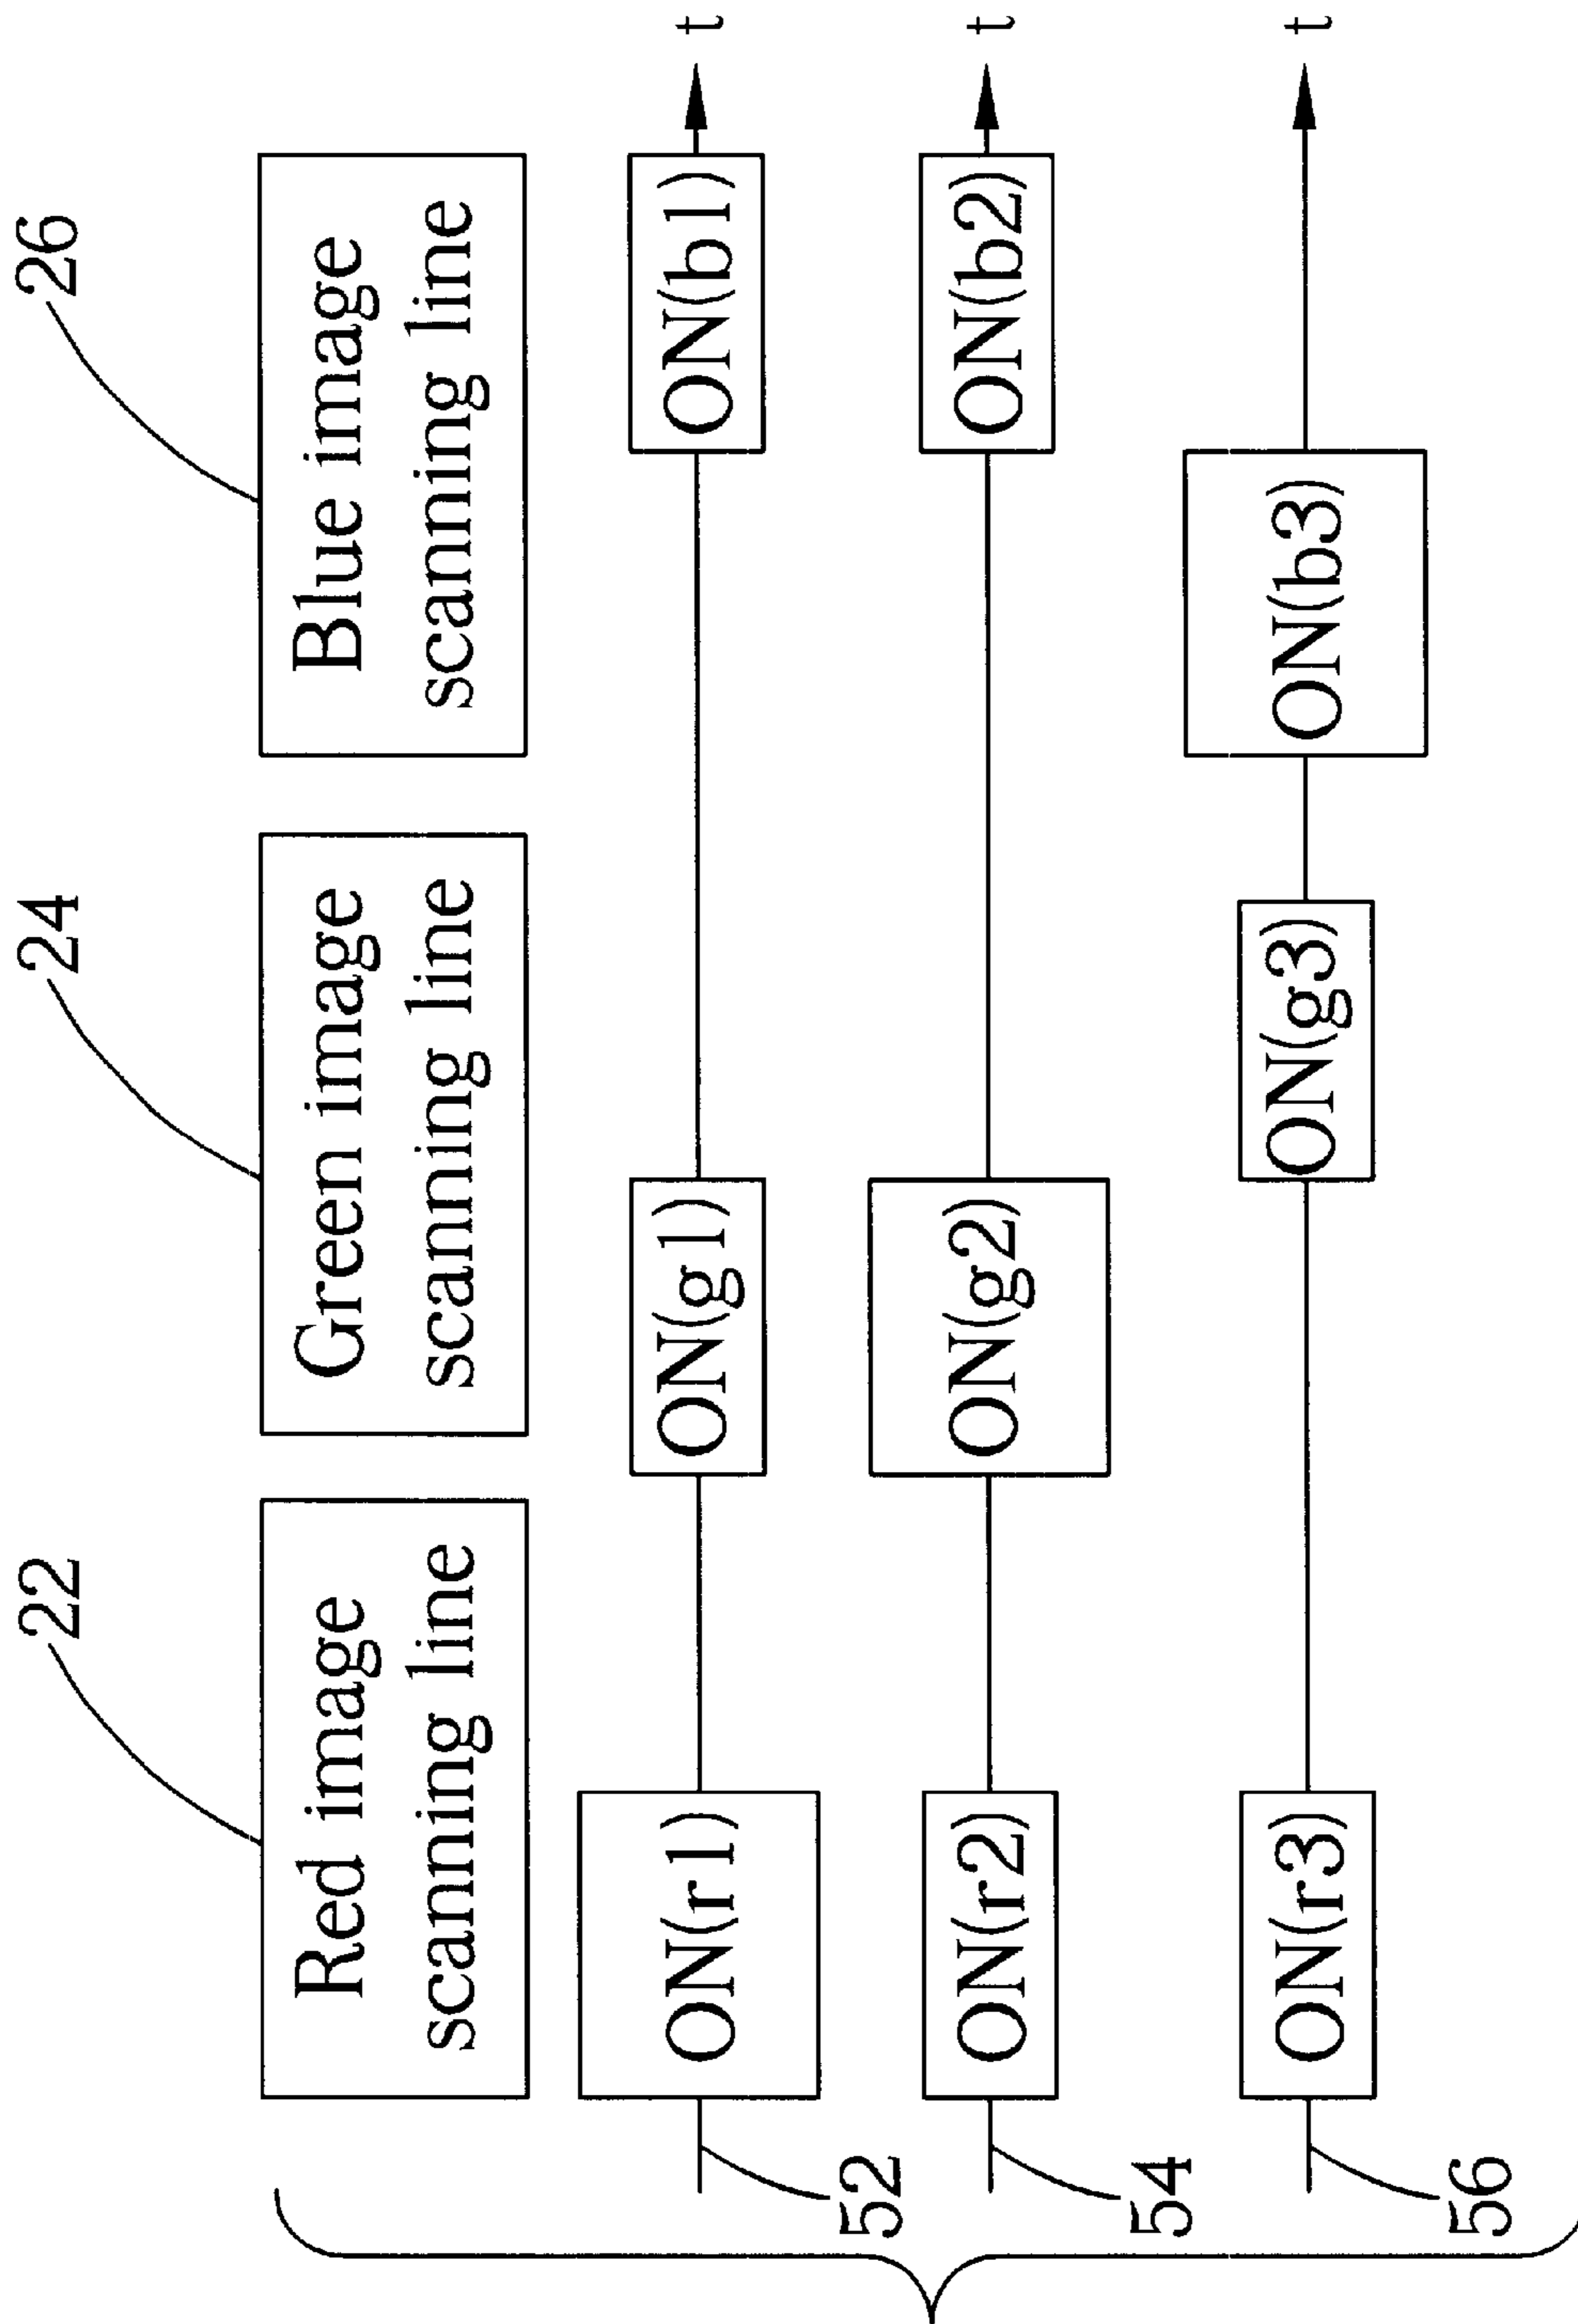 22
24
26
Red image
scanning line
Green image
scanning line
Blue image
scanning line
52
ON(r1)
ON(g1)
ON(b1)
t
54
ON(r2)
ON(g2)
ON(b2)
t
56
ON(r3)
ON(g3)
ON(b3)
t